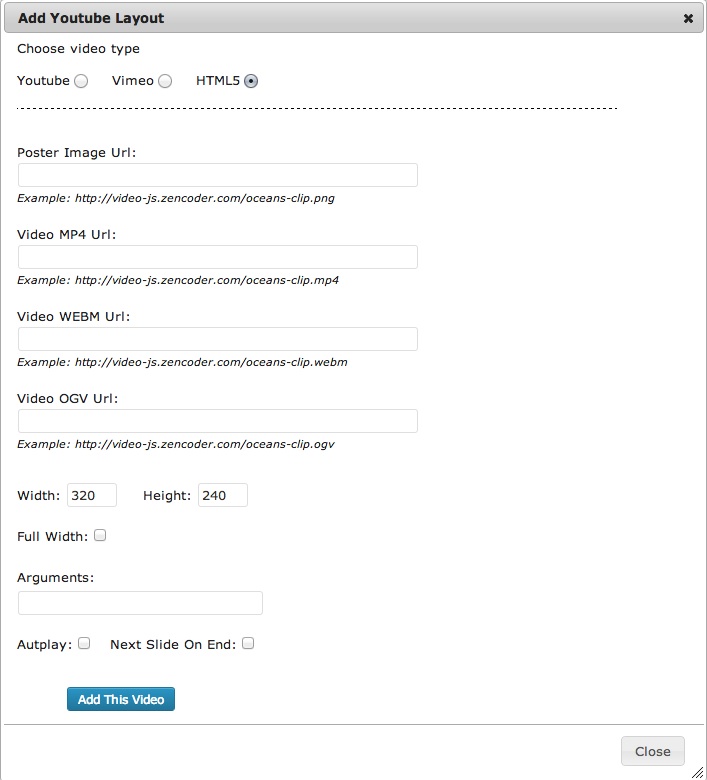 Add Youtube Layout
Choose video type
Youtube Vimeo HTML5
Poster Image Url:
Example: http://video-js.zencoder.com/oceans-clip.png
Video MP4 Url:
Example: http://video-js.zencoder.com/oceans-clip.mp4
Video WEBM Url:
Example: http://video-js.zencoder.com/oceans-clip.webm
Video OGV Url:
Example: http://video-js.zencoder.com/oceans-clip.ogv
Width: 320 Height: 240
Full Width:
Arguments:
Autplay: Next Slide On End:
Add This Video
Close